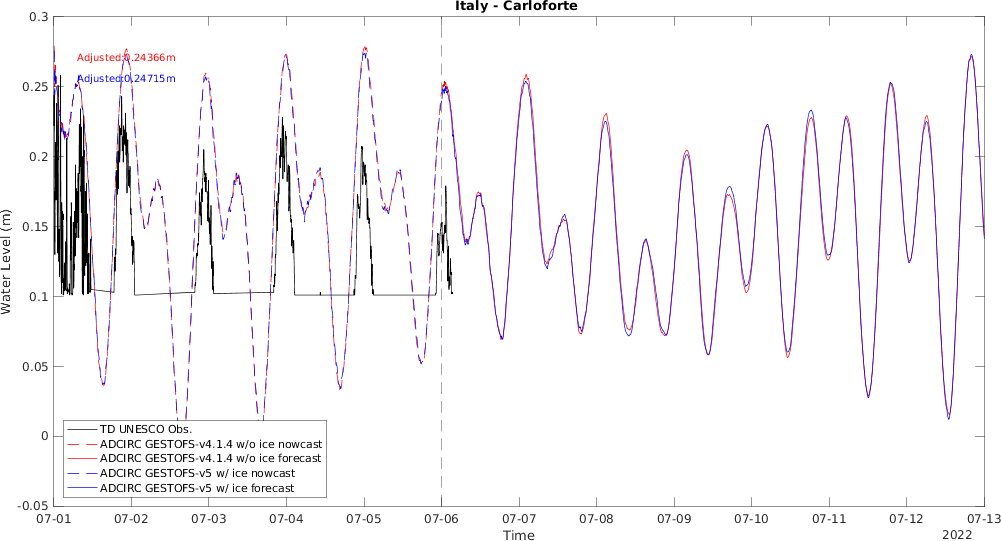 Italy - Carloforte
0.3
0.25
0.2
0.15
0.1
0.05
0
-0.05
Water Level (m)
Adjusted:0.24366m
Adjusted:0.24715m
TD UNESCO Obs.
ADCIRC GESTOFS-v4.1.4 w/o ice nowcast
ADCIRC GESTOFS-v4.1.4 w/o ice forecast
ADCIRC GESTOFS-v5 w/ ice nowcast
ADCIRC GESTOFS-v5 w/ ice forecast
07-01 07-02 07-03 07-04 07-05 07-06 07-07 07-08 07-09 07-10 07-11 07-12 07-13
Time
2022